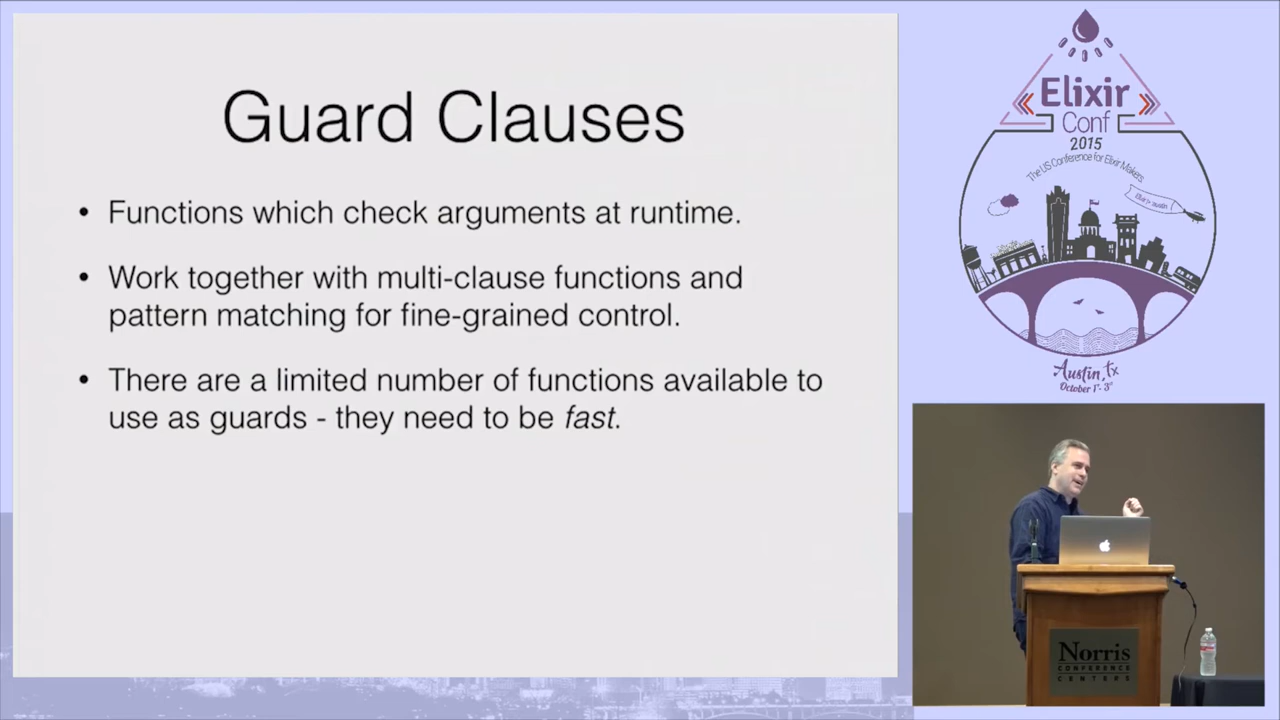 Guard Clauses
• Functions which check arguments at runtime.
• Work together with multi-clause functions and
pattern matching for fine-grained control.
• There are a limited number of functions available to
use as guards - they need to be fast.
Elixir
Conf
2015
The US Conference for Elixir Makers
Austin, TX
October 1st - 3rd
Norris
CONFERENCE
CENTERS